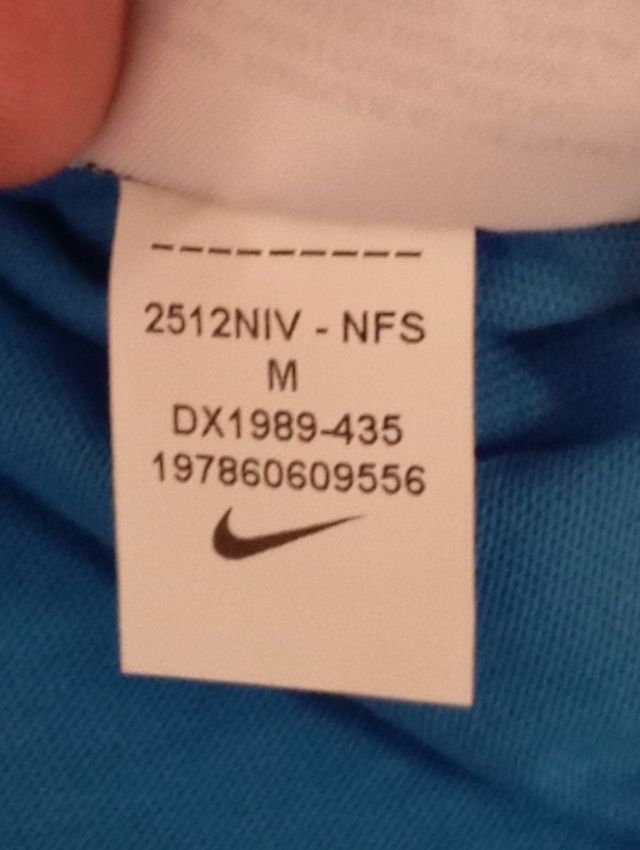 ---------
2512NIV - NFS
M
DX1989-435
197860609556